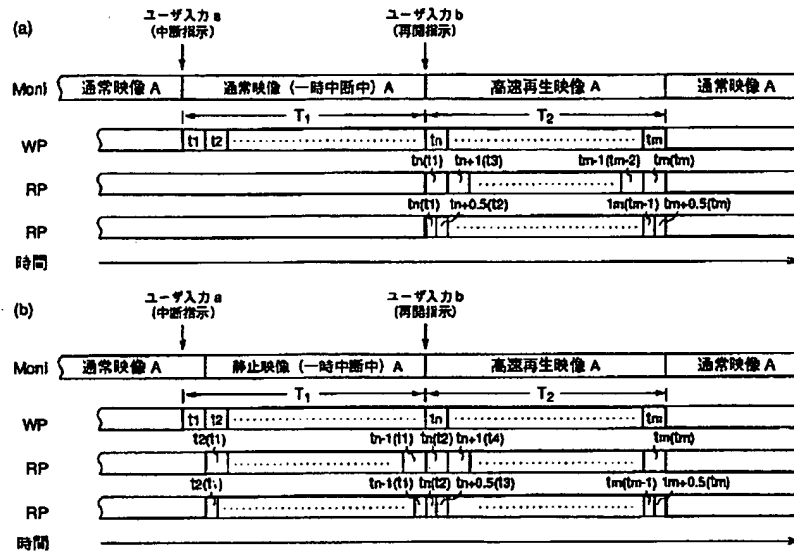 (a)
ユーザ入力 a
(中断指示)
ユーザ入力 b
(再開指示)
Moni 通常映像 A 通常映像 (一時中断中) A 高速再生映像 A 通常映像 A
T1 T2
WP t1 t2 tn tm
tn(t1) tn+1(t3) tm-1(tm-2) tm(tm)
RP
tn(t1) tn+0.5(t2) 1m(tm-1) tm+0.5(tm)
RP
時間
(b)
ユーザ入力 a
(中断指示)
ユーザ入力 b
(再開指示)
Moni 通常映像 A 静止映像 (一時中断中) A 高速再生映像 A 通常映像 A
T1 T2
WP t1 t2 tn tm
t2(t1) tn-1(t1) tn(t2) tn+1(t4) tm(tm)
RP
t2(t1) tn-1(t1) tn(t2) tn+0.5(t3) tm(tm-1) tm+0.5(tm)
RP
時間